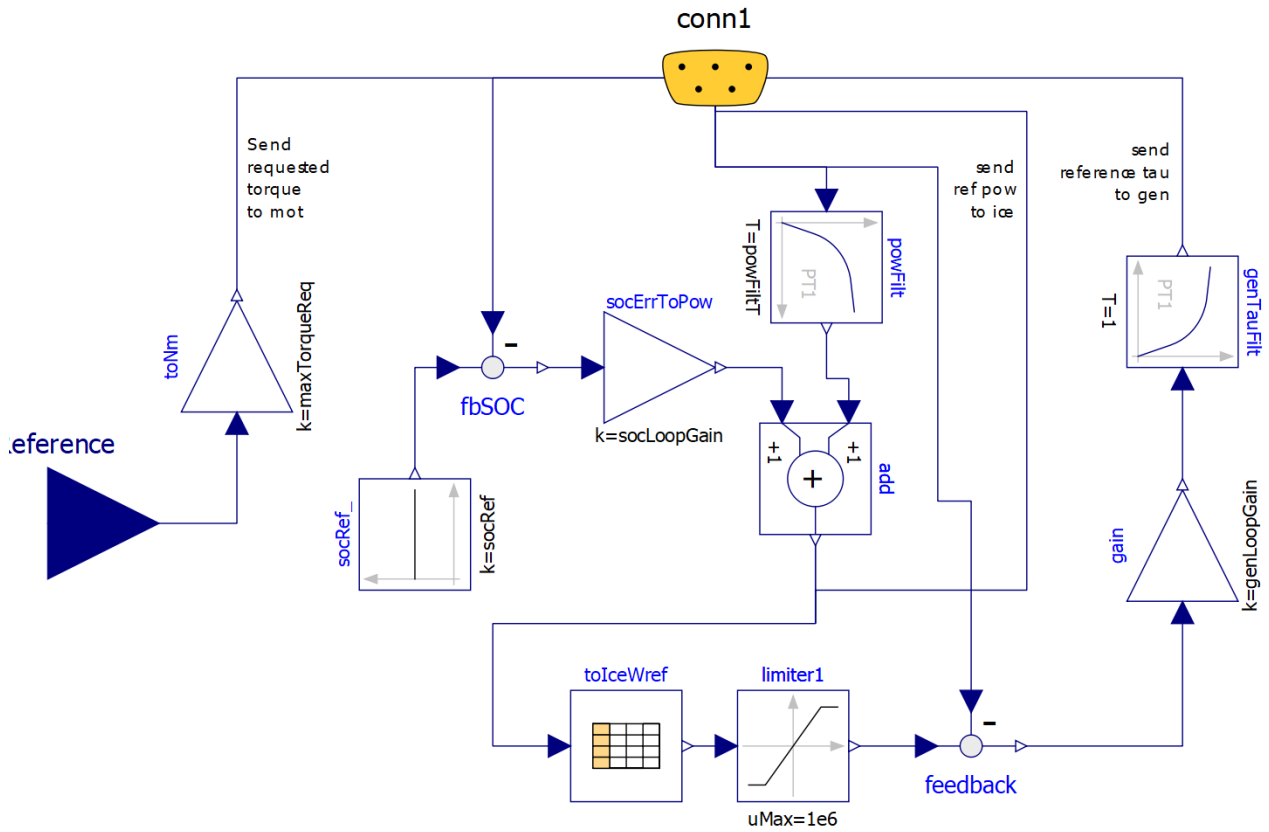 conn1
Send
requested
torque
to mot
send
ref pow
to ice
send
reference tau
to gen
T=powFiltT
PT1
powFilt
T=1
PT1
genTauFilt
toNm
k=maxTorqueReq
socErrToPow
-
fbSOC
k=socLoopGain
eference
socRef_
k=socRef
+1
+1
+
add
gain
k=genLoopGain
toIceWref
limiter1
-
feedback
uMax=1e6